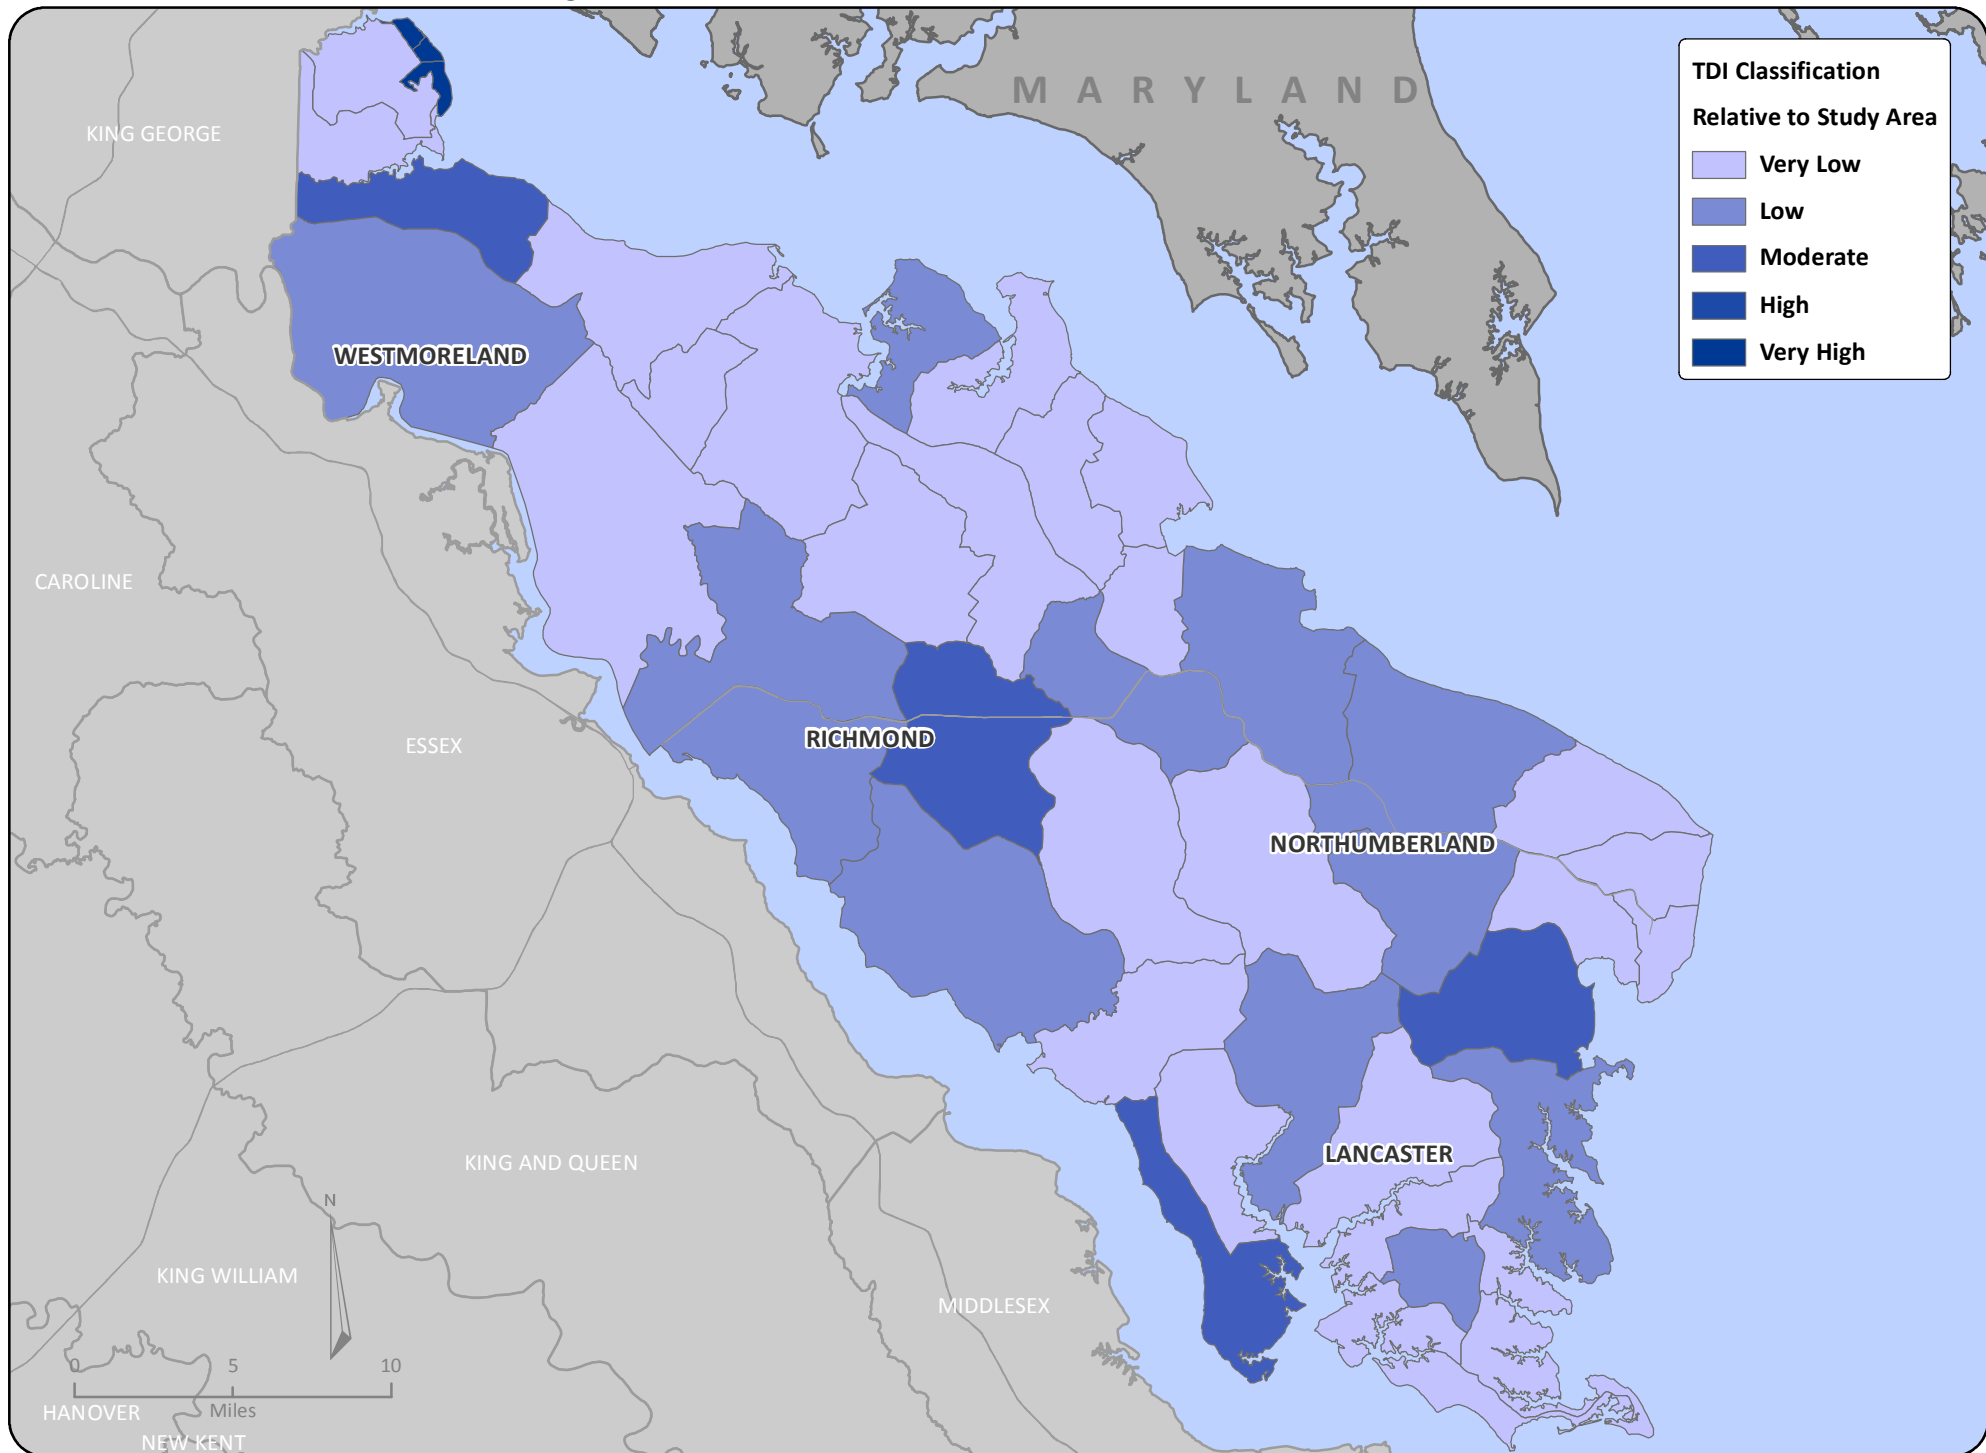 MARYLAND
TDI Classification
Relative to Study Area
Very Low
Low
Moderate
High
Very High
KING GEORGE
WESTMORELAND
CAROLINE
ESSEX
RICHMOND
NORTHUMBERLAND
LANCASTER
KING AND QUEEN
N
KING WILLIAM
MIDDLESEX
0 5 10
Miles
HANOVER
NEW KENT